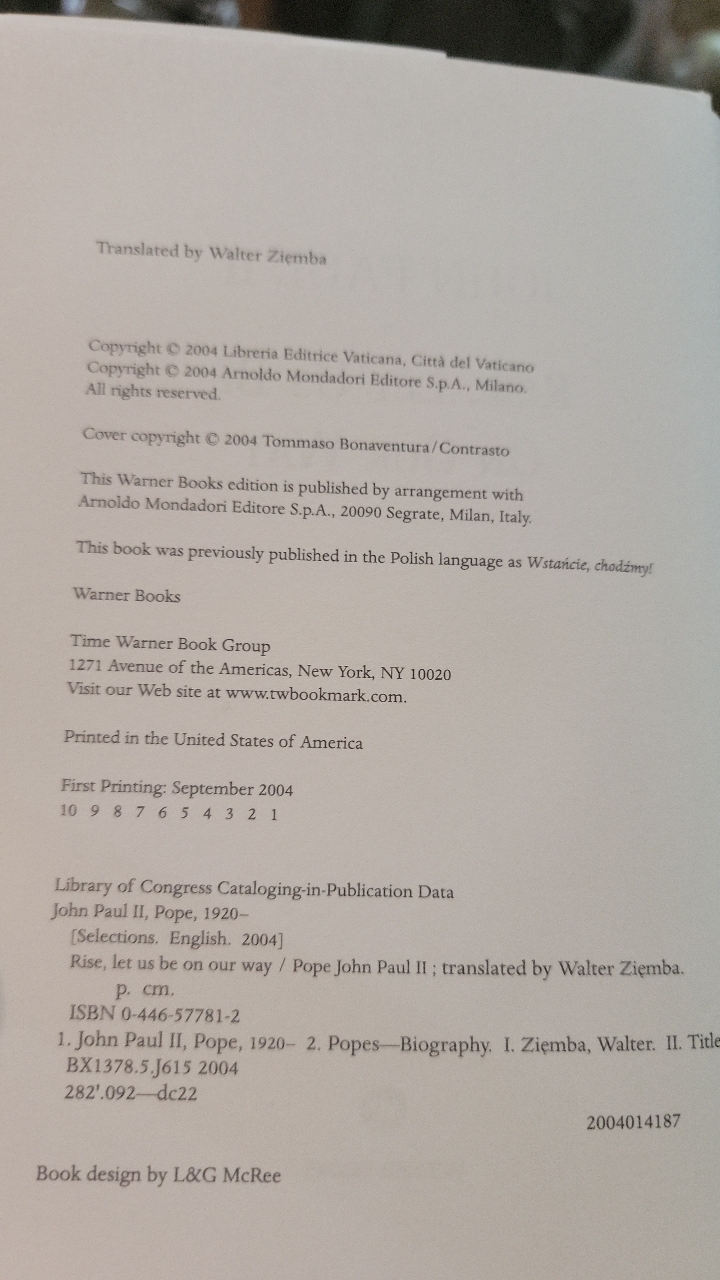 Translated by Walter Zięmba
Copyright © 2004 Libreria Editrice Vaticana, Città del Vaticano
Copyright © 2004 Arnoldo Mondadori Editore S.p.A., Milano.
All rights reserved.
Cover copyright © 2004 Tommaso Bonaventura/Contrasto
This Warner Books edition is published by arrangement with
Arnoldo Mondadori Editore S.p.A., 20090 Segrate, Milan, Italy.
This book was previously published in the Polish language as Wstańcie, chodźmy!
Warner Books
Time Warner Book Group
1271 Avenue of the Americas, New York, NY 10020
Visit our Web site at www.twbookmark.com.
Printed in the United States of America
First Printing: September 2004
10 9 8 7 6 5 4 3 2 1
Library of Congress Cataloging-in-Publication Data
John Paul II, Pope, 1920–
[Selections. English. 2004]
Rise, let us be on our way / Pope John Paul II ; translated by Walter Zięmba.
p. cm.
ISBN 0-446-57781-2
1. John Paul II, Pope, 1920– 2. Popes—Biography. I. Zięmba, Walter. II. Title
BX1378.5.J615 2004
282'.092—dc22
2004014187
Book design by L&G McRee